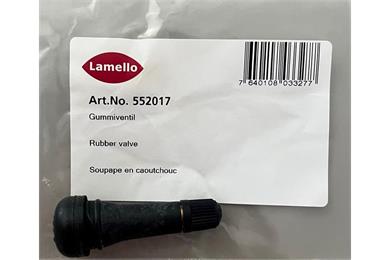 Lamello
7 640108 033277
Art.No. 552017
Gummiventil
Rubber valve
Soupape en caoutchouc